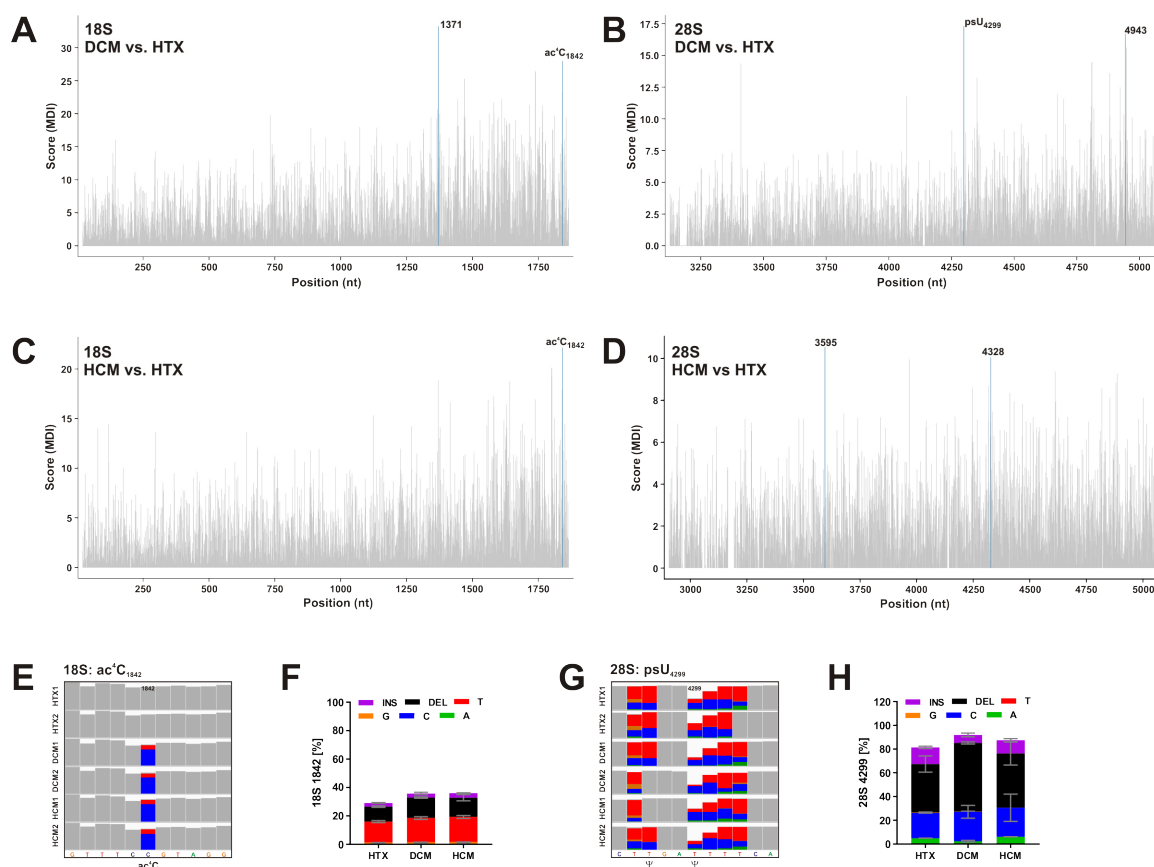 A
18S
DCM vs. HTX
1371
ac⁴C₁₈₄₂
Score (MDI)
30
25
20
15
10
5
0
250 500 750 1000 1250 1500 1750
Position (nt)
B
28S
DCM vs. HTX
psU₄₂₉₉
4943
Score (MDI)
17.5
15.0
12.5
10.0
7.5
5.0
2.5
0.0
3250 3500 3750 4000 4250 4500 4750 5000
Position (nt)
C
18S
HCM vs. HTX
ac⁴C₁₈₄₂
Score (MDI)
20
15
10
5
0
250 500 750 1000 1250 1500 1750
Position (nt)
D
28S
HCM vs HTX
3595
4328
Score (MDI)
10
8
6
4
2
0
3000 3250 3500 3750 4000 4250 4500 4750 5000
Position (nt)
E
18S: ac⁴C₁₈₄₂
1842
HTX1
HTX2
DCM1
DCM2
HCM1
HCM2
G T T T C C G T A G G
ac⁴C
F
INS DEL T
G C A
18S 1842 [%]
100
80
60
40
20
0
HTX DCM HCM
G
28S: psU₄₂₉₉
4299
HTX1
HTX2
DCM1
DCM2
HCM1
HCM2
C T T G A T T T T C A
Ψ Ψ
H
INS DEL T
G C A
28S 4299 [%]
120
100
80
60
40
20
0
HTX DCM HCM